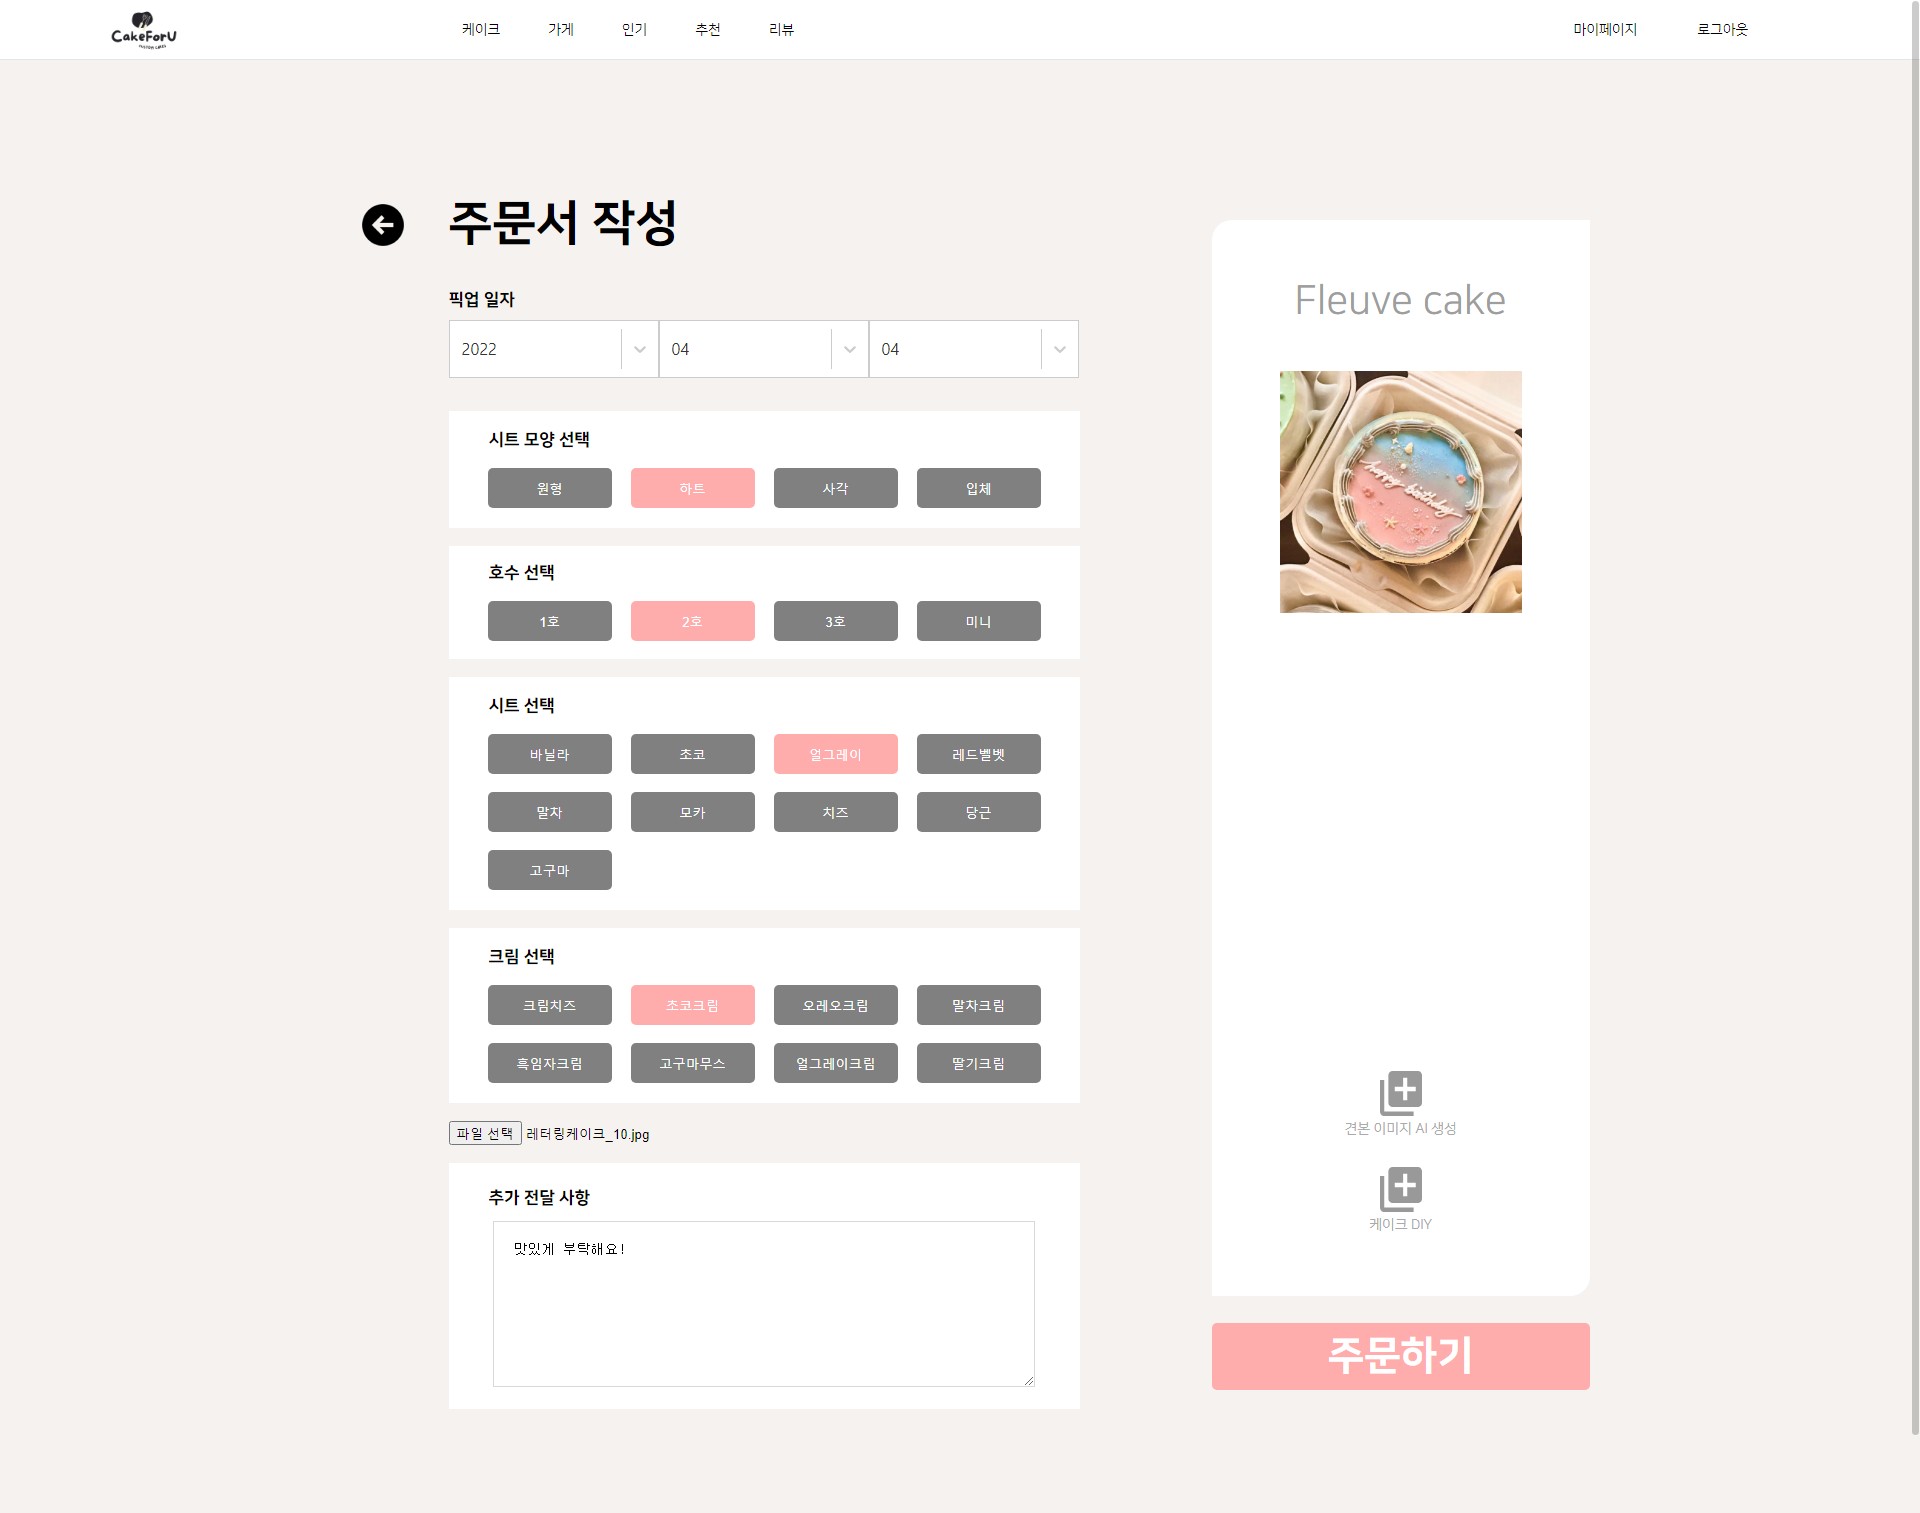 CakeForU
CUSTOM CAKES
케이크 가게 인기 추천 리뷰 마이페이지 로그아웃
주문서 작성
픽업 일자
2022 04 04
시트 모양 선택
원형 하트 사각 입체
호수 선택
1호 2호 3호 미니
시트 선택
바닐라 초코 얼그레이 레드벨벳
말차 모카 치즈 당근
고구마
크림 선택
크림치즈 초코크림 오레오크림 말차크림
흑임자크림 고구마무스 얼그레이크림 딸기크림
파일 선택 레터링케이크_10.jpg
추가 전달 사항
맛있게 부탁해요!
Fleuve cake
happy birthday
견본 이미지 AI 생성
케이크 DIY
주문하기